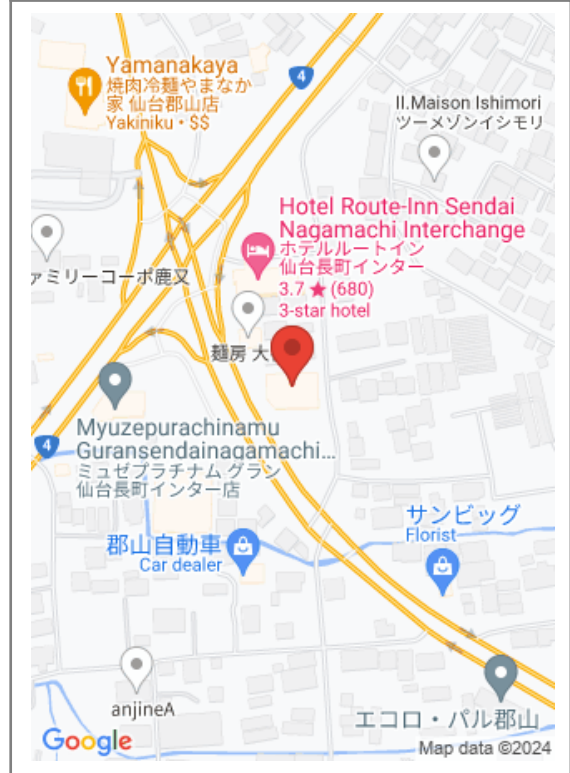 Yamanakaya
焼肉冷麺やまなか
家 仙台郡山店
Yakiniku・$$
4
II.Maison Ishimori
ツーメゾンイシモリ
Hotel Route-Inn Sendai
Nagamachi Interchange
ホテルルートイン
仙台長町インター
3.7 ★ (680)
3-star hotel
ァミリーコーポ鹿又
麺房 大
Myuzepurachinamu
Guransendainagamachi...
ミュゼプラチナム グラン
仙台長町インター店
4
サンビッグ
Florist
郡山自動車
Car dealer
anjineA
エコロ・パル郡山
Google
Map data ©2024